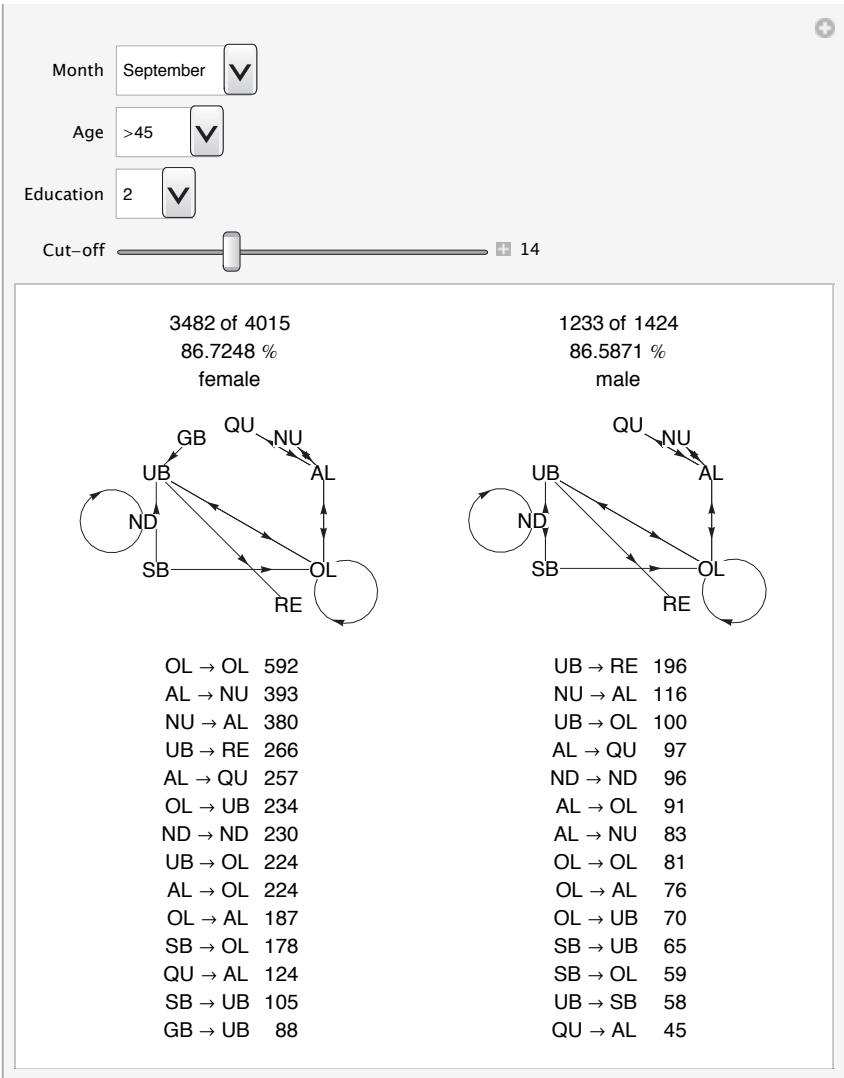 Month September
Age >45
Education 2
Cut-off 14
3482 of 4015
86.7248 %
female
GB
QU
NU
UB
AL
ND
SB
OL
RE
OL → OL 592
AL → NU 393
NU → AL 380
UB → RE 266
AL → QU 257
OL → UB 234
ND → ND 230
UB → OL 224
AL → OL 224
OL → AL 187
SB → OL 178
QU → AL 124
SB → UB 105
GB → UB 88
1233 of 1424
86.5871 %
male
QU
NU
UB
AL
ND
SB
OL
RE
UB → RE 196
NU → AL 116
UB → OL 100
AL → QU 97
ND → ND 96
AL → OL 91
AL → NU 83
OL → OL 81
OL → AL 76
OL → UB 70
SB → UB 65
SB → OL 59
UB → SB 58
QU → AL 45